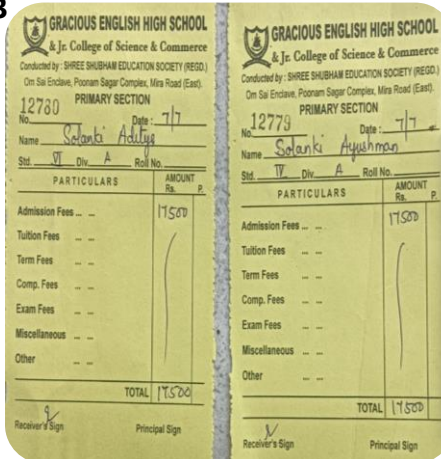 3
GRACIOUS ENGLISH HIGH SCHOOL
& Jr. College of Science & Commerce
Conducted by : SHREE SHUBHAM EDUCATION SOCIETY (REGD.)
Om Sai Enclave, Poonam Sagar Complex, Mira Road (East).
PRIMARY SECTION
12780
No. Date : 7/7
Name Solanki Aditya
Std. VI Div. A Roll No.
PARTICULARS AMOUNT
Rs. P.
Admission Fees ... ... 17500
Tuition Fees ... ...
Term Fees ... ...
Comp. Fees ... ...
Exam Fees ... ...
Miscellaneous ... ...
Other ... ...
TOTAL 17500
Receiver's Sign Principal Sign
GRACIOUS ENGLISH HIGH SCHOOL
& Jr. College of Science & Commerce
Conducted by : SHREE SHUBHAM EDUCATION SOCIETY (REGD.)
Om Sai Enclave, Poonam Sagar Complex, Mira Road (East).
PRIMARY SECTION
12779
No. Date : 7/7
Name Solanki Ayushman
Std. IV Div. A Roll No.
PARTICULARS AMOUNT
Rs. P.
Admission Fees ... ... 17500
Tuition Fees ... ...
Term Fees ... ...
Comp. Fees ... ...
Exam Fees ... ...
Miscellaneous ... ...
Other ... ...
TOTAL 17500
Receiver's Sign Principal Sign